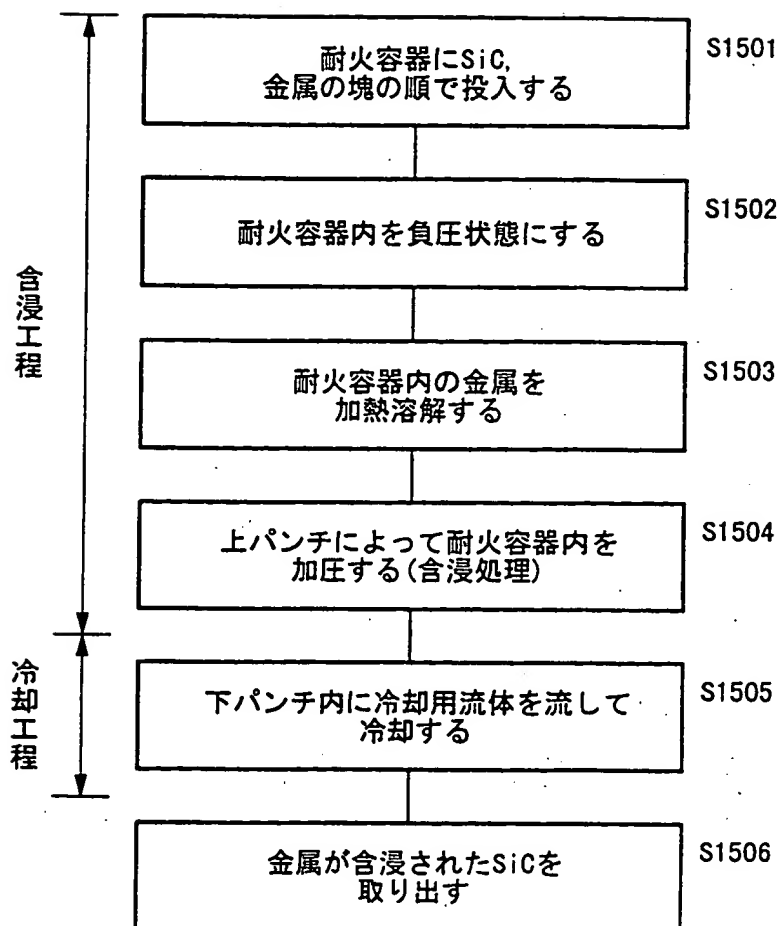 耐火容器にSiC,
金属の塊の順で投入する
S1501
耐火容器内を負圧状態にする
S1502
含浸工程
耐火容器内の金属を
加熱溶解する
S1503
上パンチによって耐火容器内を
加圧する(含浸処理)
S1504
冷却工程
下パンチ内に冷却用流体を流して
冷却する
S1505
金属が含浸されたSiCを
取り出す
S1506